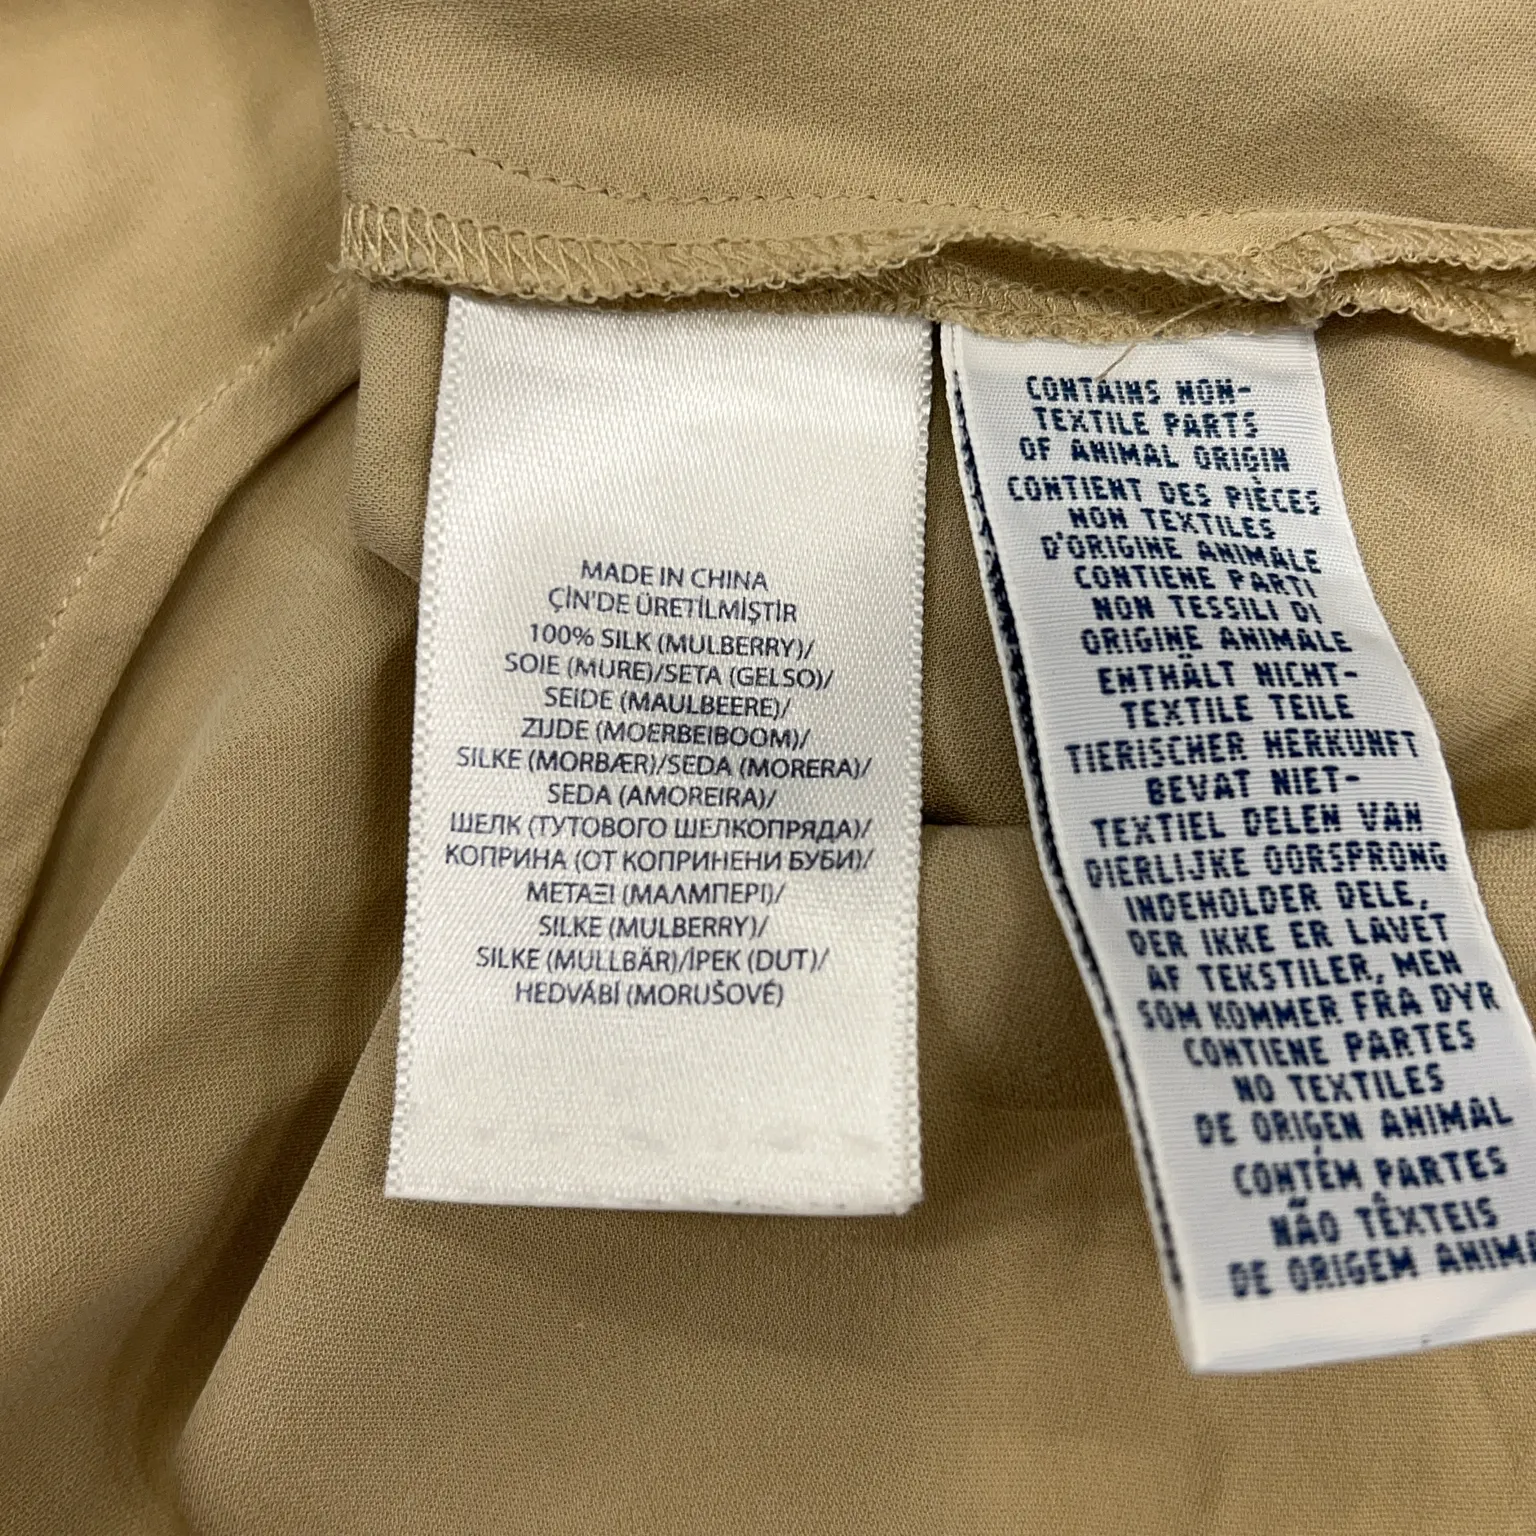 MADE IN CHINA
ÇİN'DE ÜRETİLMİŞTİR
100% SILK (MULBERRY)/
SOIE (MURE)/SETA (GELSO)/
SEIDE (MAULBEERE)/
ZIJDE (MOERBEIBOOM)/
SILKE (MORBÆR)/SEDA (MORERA)/
SEDA (AMOREIRA)/
ШЕЛК (ТУТОВОГО ШЕЛКОПРЯДА)/
КОПРИНА (ОТ КОПРИНЕНИ БУБИ)/
ΜΕΤΑΞΙ (ΜΑΛΜΠΕΡΙ)/
SILKE (MULBERRY)/
SILKE (MULLBÄR)/İPEK (DUT)/
HEDVÁBÍ (MORUŠOVÉ)
CONTAINS NON-
TEXTILE PARTS
OF ANIMAL ORIGIN
CONTIENT DES PIÈCES
NON TEXTILES
D'ORIGINE ANIMALE
CONTIENE PARTI
NON TESSILI DI
ORIGINE ANIMALE
ENTHÄLT NICHT-
TEXTILE TEILE
TIERISCHER HERKUNFT
BEVAT NIET-
TEXTIEL DELEN VAN
DIERLIJKE OORSPRONG
INDEHOLDER DELE,
DER IKKE ER LAVET
AF TEKSTILER, MEN
SOM KOMMER FRA DYR
CONTIENE PARTES
NO TEXTILES
DE ORIGEN ANIMAL
CONTÉM PARTES
NÃO TÊXTEIS
DE ORIGEM ANIMA